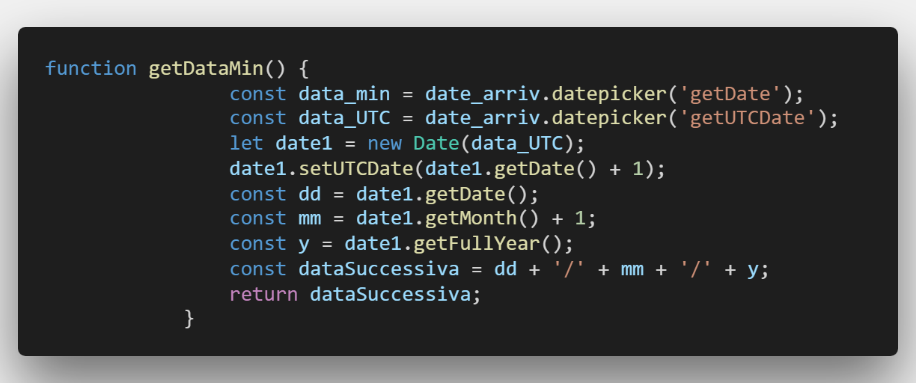 function getDataMin() {
const data_min = date_arriv.datepicker('getDate');
const data_UTC = date_arriv.datepicker('getUTCDate');
let date1 = new Date(data_UTC);
date1.setUTCDate(date1.getDate() + 1);
const dd = date1.getDate();
const mm = date1.getMonth() + 1;
const y = date1.getFullYear();
const dataSuccessiva = dd + '/' + mm + '/' + y;
return dataSuccessiva;
}